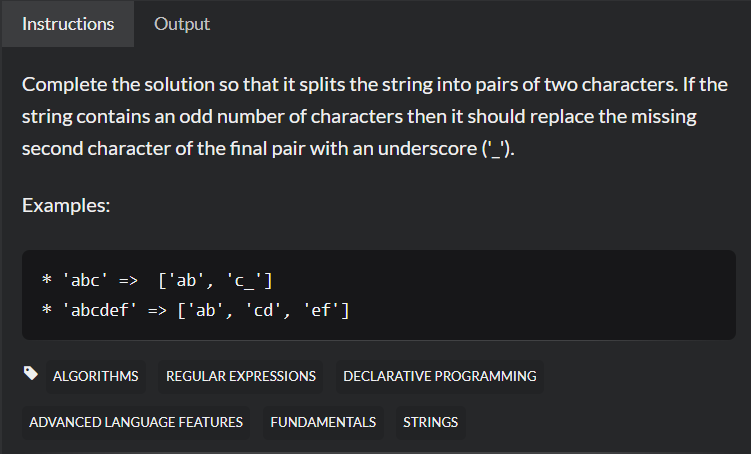 Instructions Output
Complete the solution so that it splits the string into pairs of two characters. If the
string contains an odd number of characters then it should replace the missing
second character of the final pair with an underscore ('_').
Examples:
* 'abc' =>  ['ab', 'c_']
* 'abcdef' => ['ab', 'cd', 'ef']
ALGORITHMS REGULAR EXPRESSIONS DECLARATIVE PROGRAMMING
ADVANCED LANGUAGE FEATURES FUNDAMENTALS STRINGS